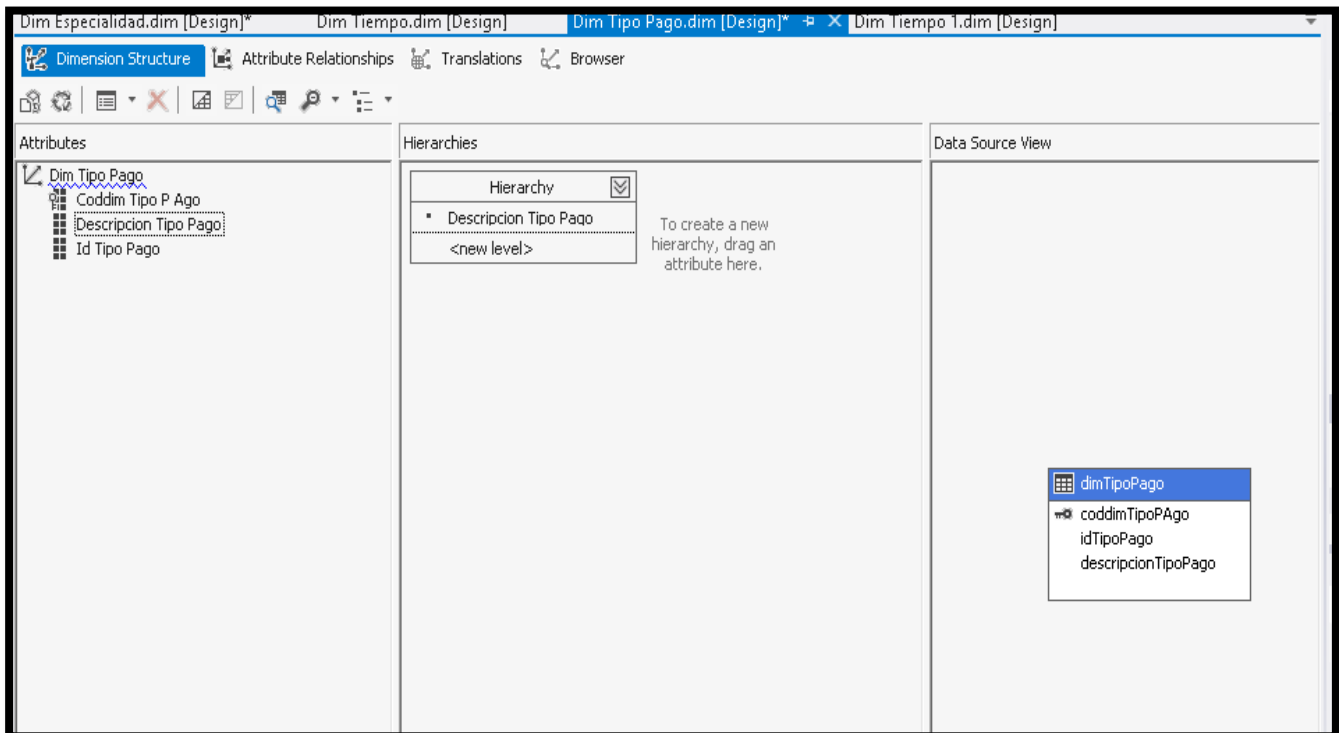 Dim Especialidad.dim [Design]* Dim Tiempo.dim [Design] Dim Tipo Pago.dim [Design]* Dim Tiempo 1.dim [Design]
Dimension Structure Attribute Relationships Translations Browser
Attributes
Dim Tipo Pago
Coddim Tipo P Ago
Descripcion Tipo Pago
Id Tipo Pago
Hierarchies
Hierarchy
Descripcion Tipo Pago
<new level>
To create a new
hierarchy, drag an
attribute here.
Data Source View
dimTipoPago
coddimTipoPAgo
idTipoPago
descripcionTipoPago